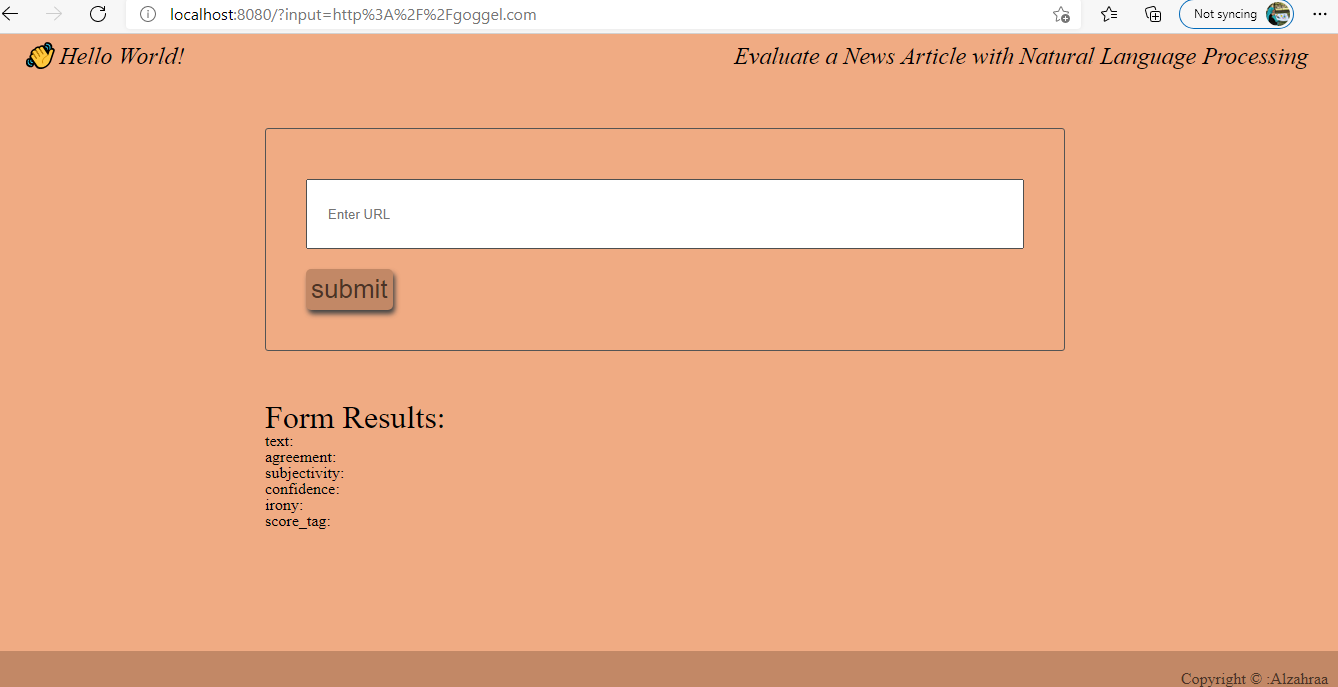 localhost:8080/?input=http%3A%2F%2Fgoggel.com
Not syncing
Hello World!
Evaluate a News Article with Natural Language Processing
Enter URL
submit
Form Results:
text:
agreement:
subjectivity:
confidence:
irony:
score_tag:
Copyright © :Alzahraa